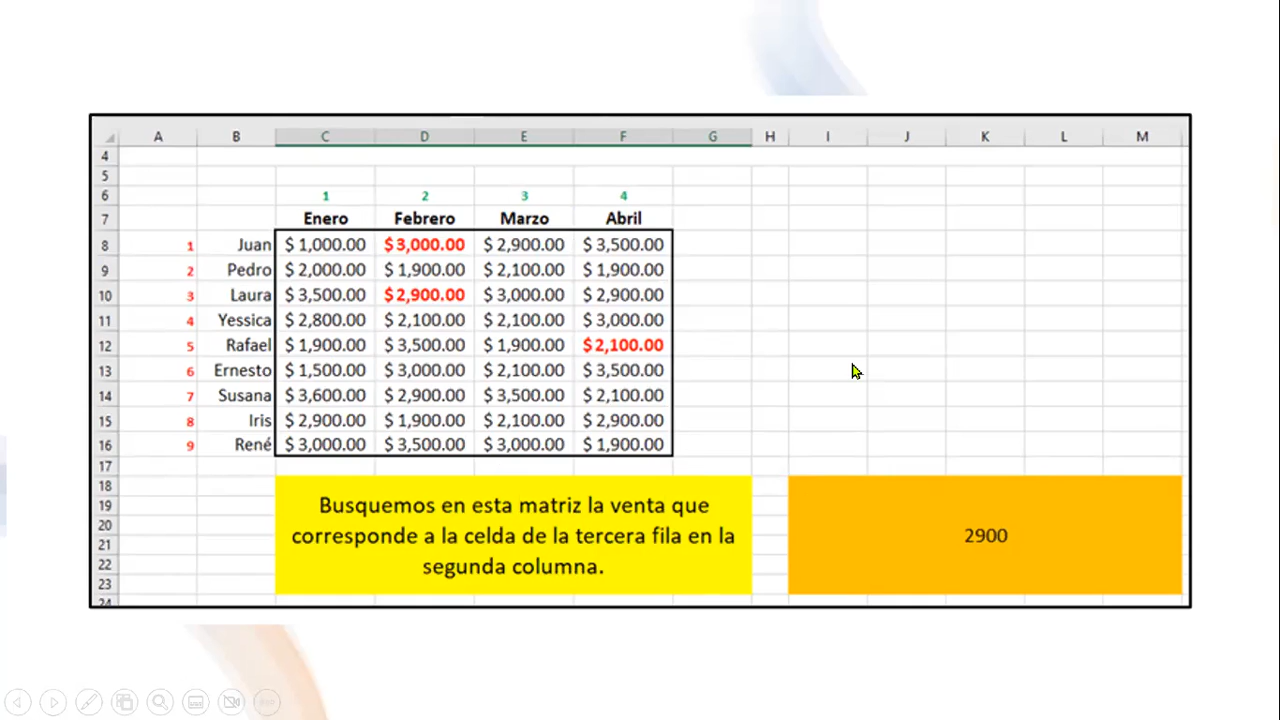 A B C D E F G H I J K L M
4
5
6 1 2 3 4
7 Enero Febrero Marzo Abril
8 1 Juan $ 1,000.00 $ 3,000.00 $ 2,900.00 $ 3,500.00
9 2 Pedro $ 2,000.00 $ 1,900.00 $ 2,100.00 $ 1,900.00
10 3 Laura $ 3,500.00 $ 2,900.00 $ 3,000.00 $ 2,900.00
11 4 Yessica $ 2,800.00 $ 2,100.00 $ 2,100.00 $ 3,000.00
12 5 Rafael $ 1,900.00 $ 3,500.00 $ 1,900.00 $ 2,100.00
13 6 Ernesto $ 1,500.00 $ 3,000.00 $ 2,100.00 $ 3,500.00
14 7 Susana $ 3,600.00 $ 2,900.00 $ 3,500.00 $ 2,100.00
15 8 Iris $ 2,900.00 $ 1,900.00 $ 2,100.00 $ 2,900.00
16 9 René $ 3,000.00 $ 3,500.00 $ 3,000.00 $ 1,900.00
17
18
19
20
21
22
23
24
Busquemos en esta matriz la venta que
corresponde a la celda de la tercera fila en la
segunda columna.
2900